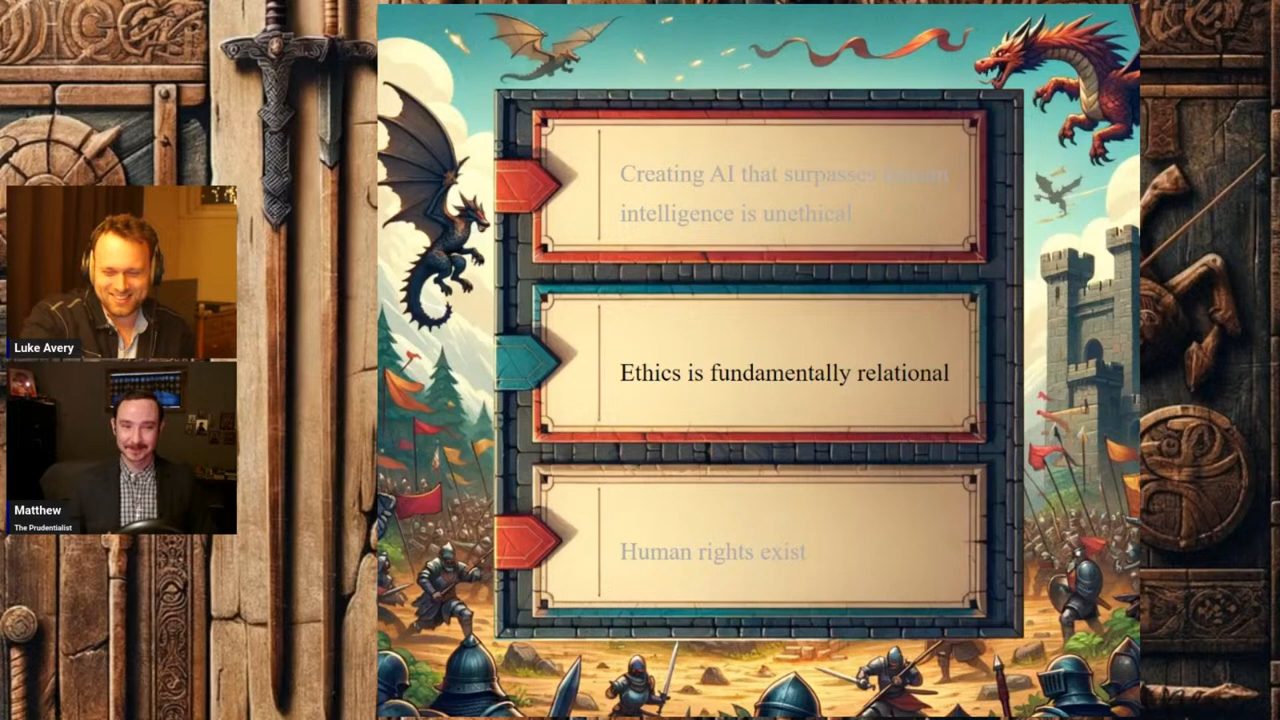 Luke Avery
Matthew
The Prudentialist
Creating AI that surpasses human
intelligence is unethical
Ethics is fundamentally relational
Human rights exist